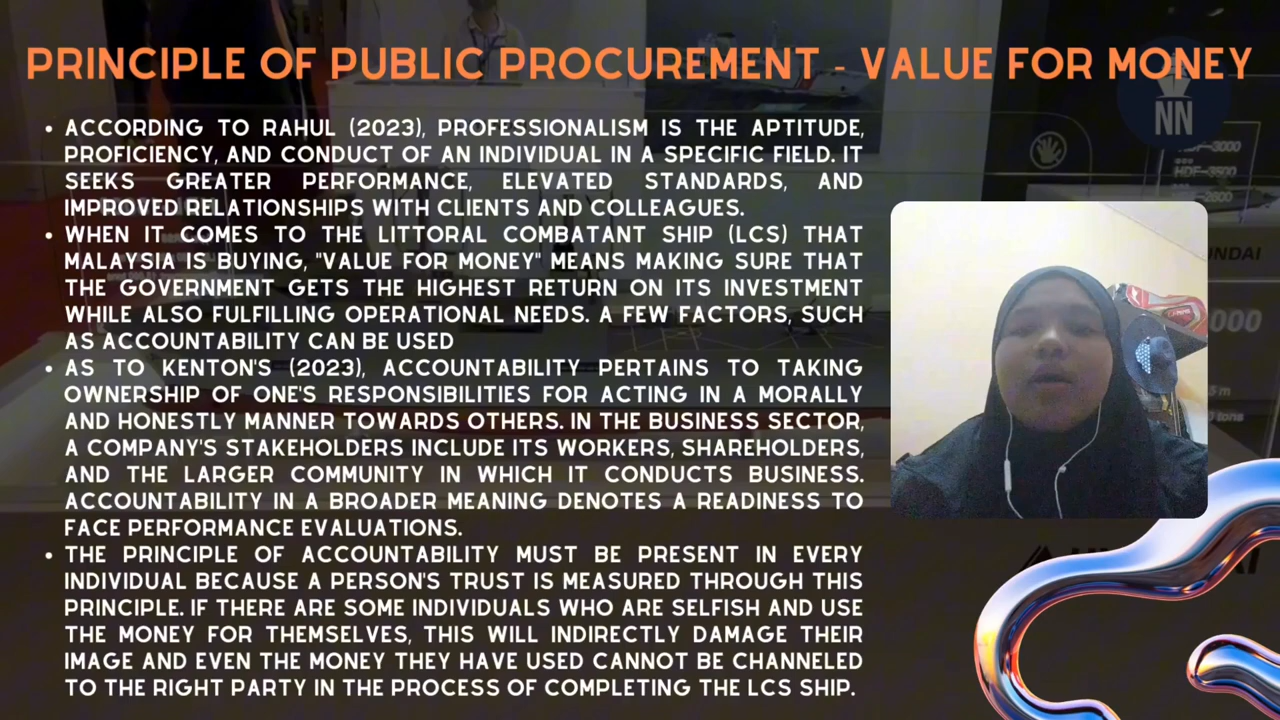 PRINCIPLE OF PUBLIC PROCUREMENT - VALUE FOR MONEY
NN
• ACCORDING TO RAHUL (2023), PROFESSIONALISM IS THE APTITUDE,
PROFICIENCY, AND CONDUCT OF AN INDIVIDUAL IN A SPECIFIC FIELD. IT
SEEKS GREATER PERFORMANCE, ELEVATED STANDARDS, AND
IMPROVED RELATIONSHIPS WITH CLIENTS AND COLLEAGUES.
• WHEN IT COMES TO THE LITTORAL COMBATANT SHIP (LCS) THAT
MALAYSIA IS BUYING, "VALUE FOR MONEY" MEANS MAKING SURE THAT
THE GOVERNMENT GETS THE HIGHEST RETURN ON ITS INVESTMENT
WHILE ALSO FULFILLING OPERATIONAL NEEDS. A FEW FACTORS, SUCH
AS ACCOUNTABILITY CAN BE USED
• AS TO KENTON'S (2023), ACCOUNTABILITY PERTAINS TO TAKING
OWNERSHIP OF ONE'S RESPONSIBILITIES FOR ACTING IN A MORALLY
AND HONESTLY MANNER TOWARDS OTHERS. IN THE BUSINESS SECTOR,
A COMPANY'S STAKEHOLDERS INCLUDE ITS WORKERS, SHAREHOLDERS,
AND THE LARGER COMMUNITY IN WHICH IT CONDUCTS BUSINESS.
ACCOUNTABILITY IN A BROADER MEANING DENOTES A READINESS TO
FACE PERFORMANCE EVALUATIONS.
• THE PRINCIPLE OF ACCOUNTABILITY MUST BE PRESENT IN EVERY
INDIVIDUAL BECAUSE A PERSON'S TRUST IS MEASURED THROUGH THIS
PRINCIPLE. IF THERE ARE SOME INDIVIDUALS WHO ARE SELFISH AND USE
THE MONEY FOR THEMSELVES, THIS WILL INDIRECTLY DAMAGE THEIR
IMAGE AND EVEN THE MONEY THEY HAVE USED CANNOT BE CHANNELED
TO THE RIGHT PARTY IN THE PROCESS OF COMPLETING THE LCS SHIP.
HDF-3000
HDF-3500